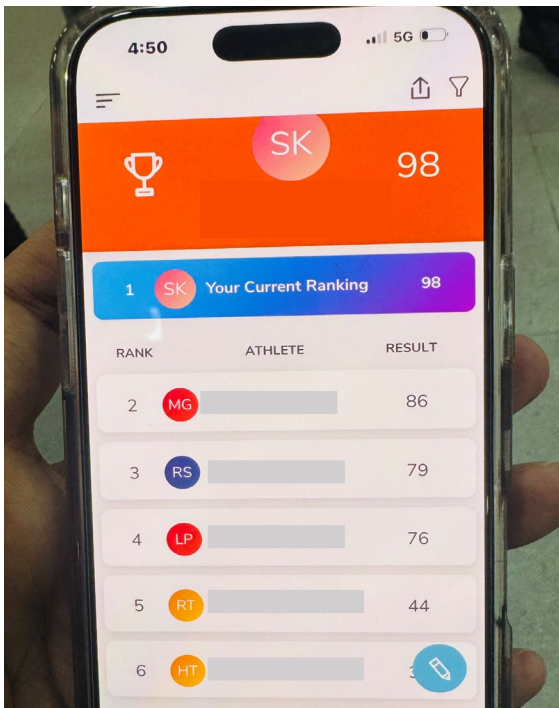 4:50 5G
SK 98
1 SK Your Current Ranking 98
RANK ATHLETE RESULT
2 MG 86
3 RS 79
4 LP 76
5 RT 44
6 HT